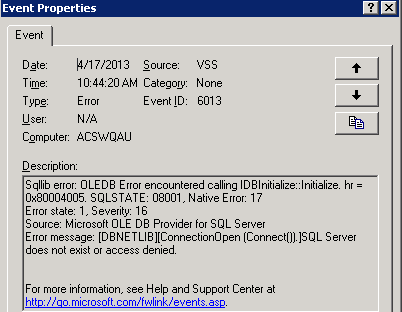 Event Properties
Event
Date: 4/17/2013 Source: VSS
Time: 10:44:20 AM Category: None
Type: Error Event ID: 6013
User: N/A
Computer: ACSWQAU
Description:
Sqllib error: OLEDB Error encountered calling IDBInitialize::Initialize. hr =
0x80004005. SQLSTATE: 08001, Native Error: 17
Error state: 1, Severity: 16
Source: Microsoft OLE DB Provider for SQL Server
Error message: [DBNETLIB][ConnectionOpen (Connect()).]SQL Server
does not exist or access denied.
For more information, see Help and Support Center at
http://go.microsoft.com/fwlink/events.asp.